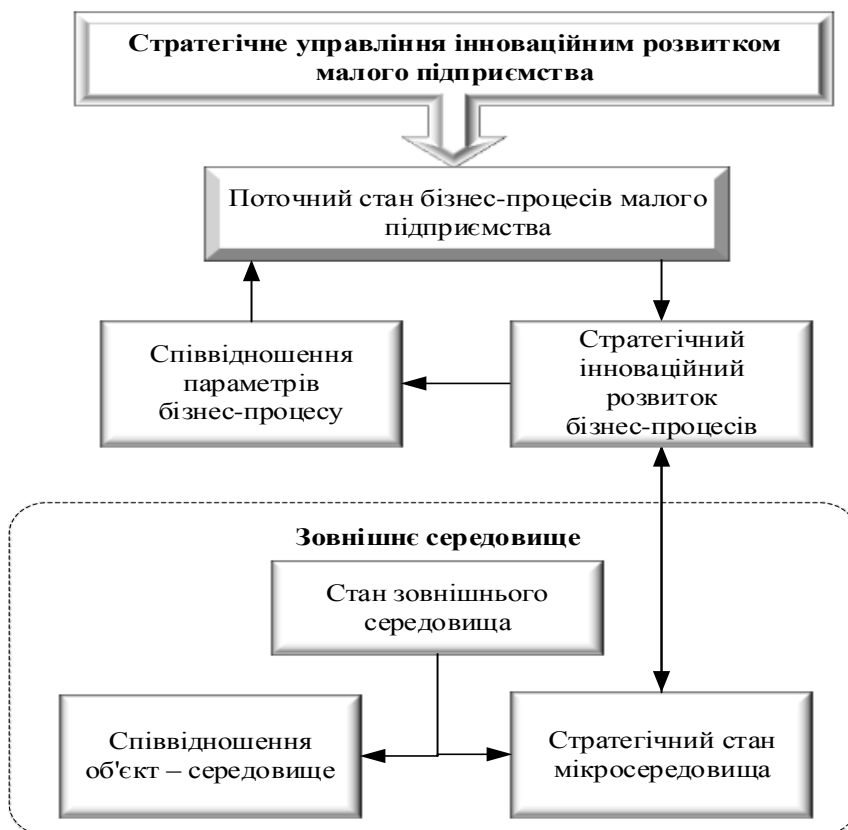 Стратегічне управління інноваційним розвитком
малого підприємства
Поточний стан бізнес-процесів малого
підприємства
Співвідношення
параметрів
бізнес-процесу
Стратегічний
інноваційний
розвиток
бізнес-процесів
Зовнішнє середовище
Стан зовнішнього
середовища
Співвідношення
об'єкт – середовище
Стратегічний стан
мікросередовища